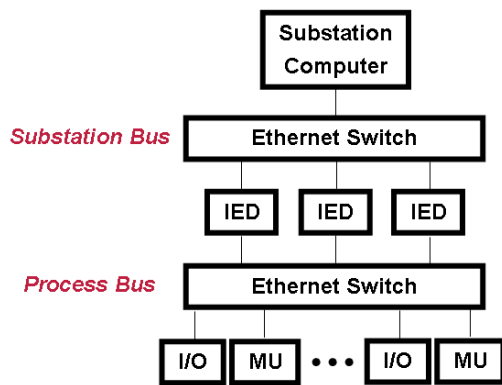 Substation
Computer
Substation Bus
Ethernet Switch
IED IED IED
Process Bus
Ethernet Switch
I/O MU ••• I/O MU